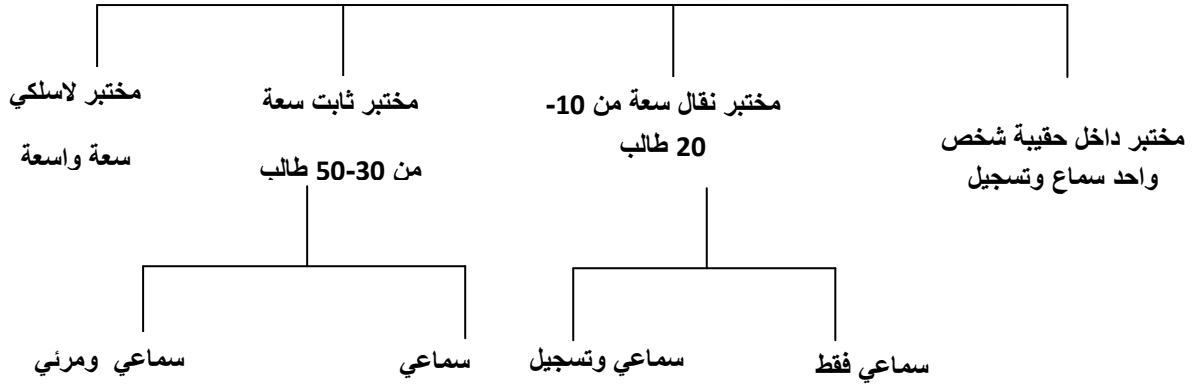 مختبر داخل حقيبة شخص
واحد سماع وتسجيل
مختبر نقال سعة من 10-
20 طالب
مختبر ثابت سعة
من 30-50 طالب
مختبر لاسلكي
سعة واسعة
سماعي فقط
سماعي وتسجيل
سماعي
سماعي ومرئي